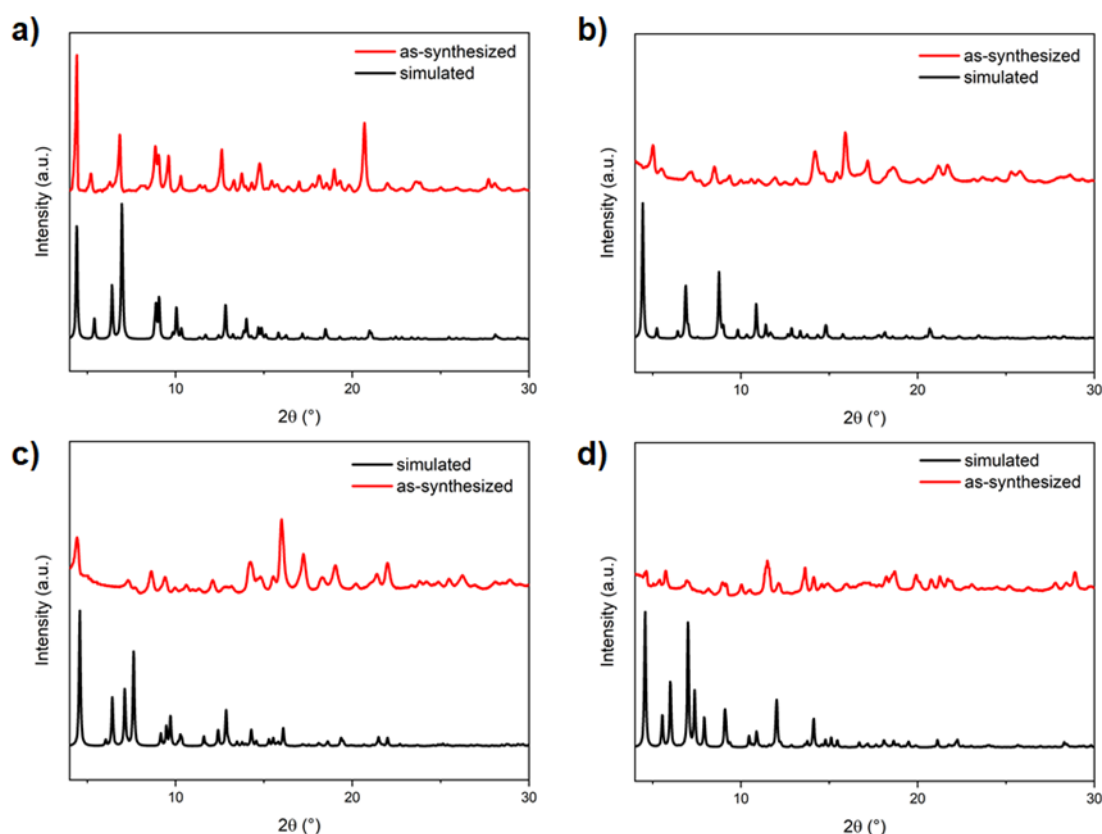 a)
as-synthesized
simulated
Intensity (a.u.)
10
20
30
2θ (°)
b)
as-synthesized
simulated
Intensity (a.u.)
10
20
30
2θ (°)
c)
simulated
as-synthesized
Intensity (a.u.)
10
20
30
2θ (°)
d)
simulated
as-synthesized
Intensity (a.u.)
10
20
30
2θ (°)